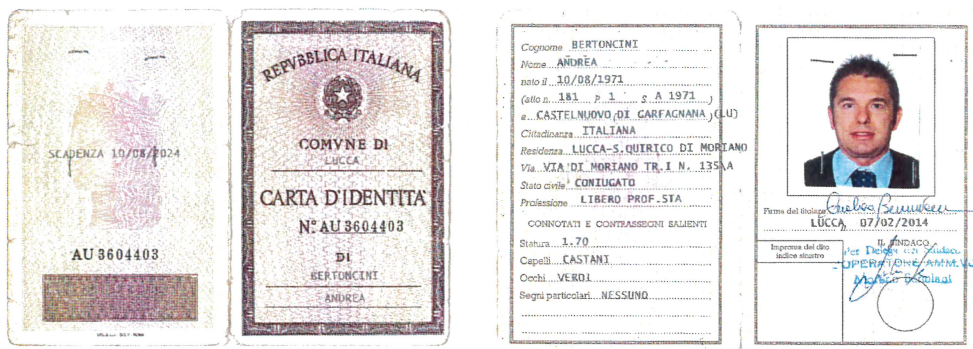 SCADENZA 10/08/2024
AU 3604403
REPVBBLICA ITALIANA
COMVNE DI
LUCCA
CARTA D'IDENTITA'
N° AU 3604403
DI
BERTONCINI
ANDREA
Cognome BERTONCINI
Nome ANDREA
nato il 10/08/1971
(atto n. 181 P 1 S A 1971 )
a CASTELNUOVO DI GARFAGNANA (LU)
Cittadinanza ITALIANA
Residenza LUCCA-S.QUIRICO DI MORIANO
Via VIA DI MORIANO TR.I N. 135\A
Stato civile CONIUGATO
Professione LIBERO PROF.STA
CONNOTATI E CONTRASSEGNI SALIENTI
Statura 1.70
Capelli CASTANI
Occhi VERDI
Segni particolari NESSUNO
Firma del titolare
LUCCA, 07/02/2014
Impronta del dito
indice sinistro
IL SINDACO
OPERATORE AMM.VO